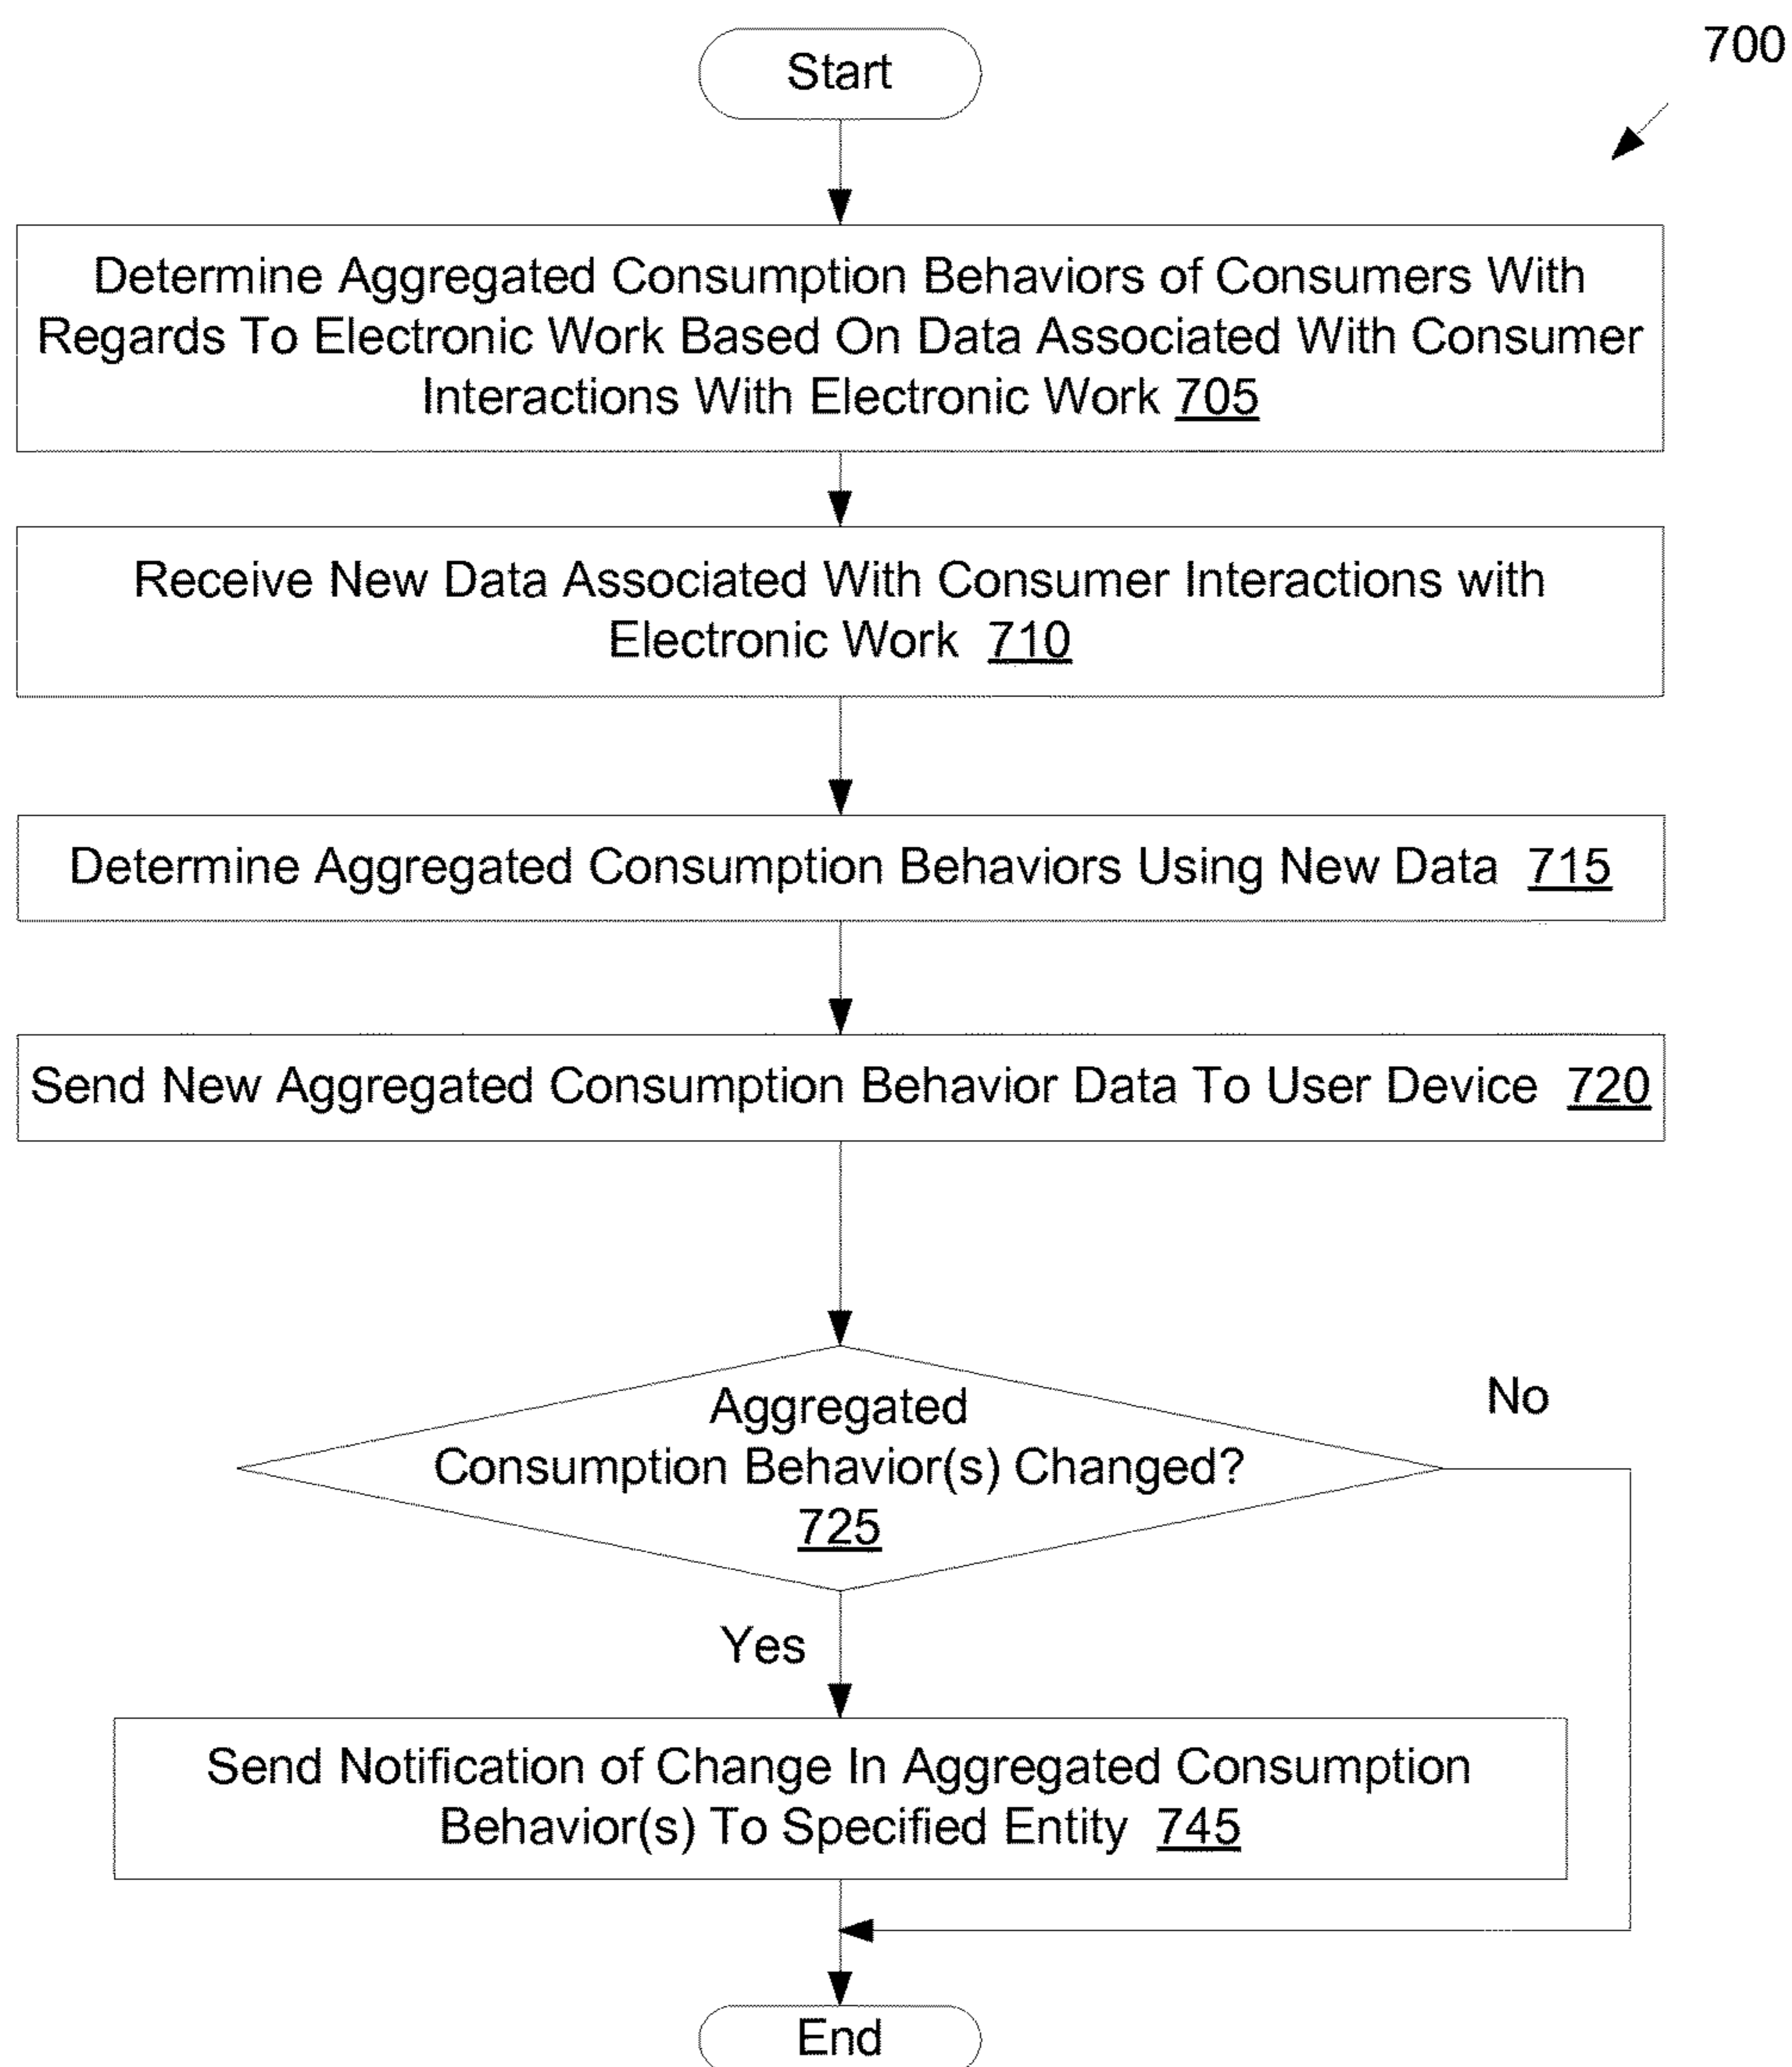 700
Start
Determine Aggregated Consumption Behaviors of Consumers With
Regards To Electronic Work Based On Data Associated With Consumer
Interactions With Electronic Work 705
Receive New Data Associated With Consumer Interactions with
Electronic Work 710
Determine Aggregated Consumption Behaviors Using New Data 715
Send New Aggregated Consumption Behavior Data To User Device 720
Aggregated
Consumption Behavior(s) Changed?
725
No
Yes
Send Notification of Change In Aggregated Consumption
Behavior(s) To Specified Entity 745
End